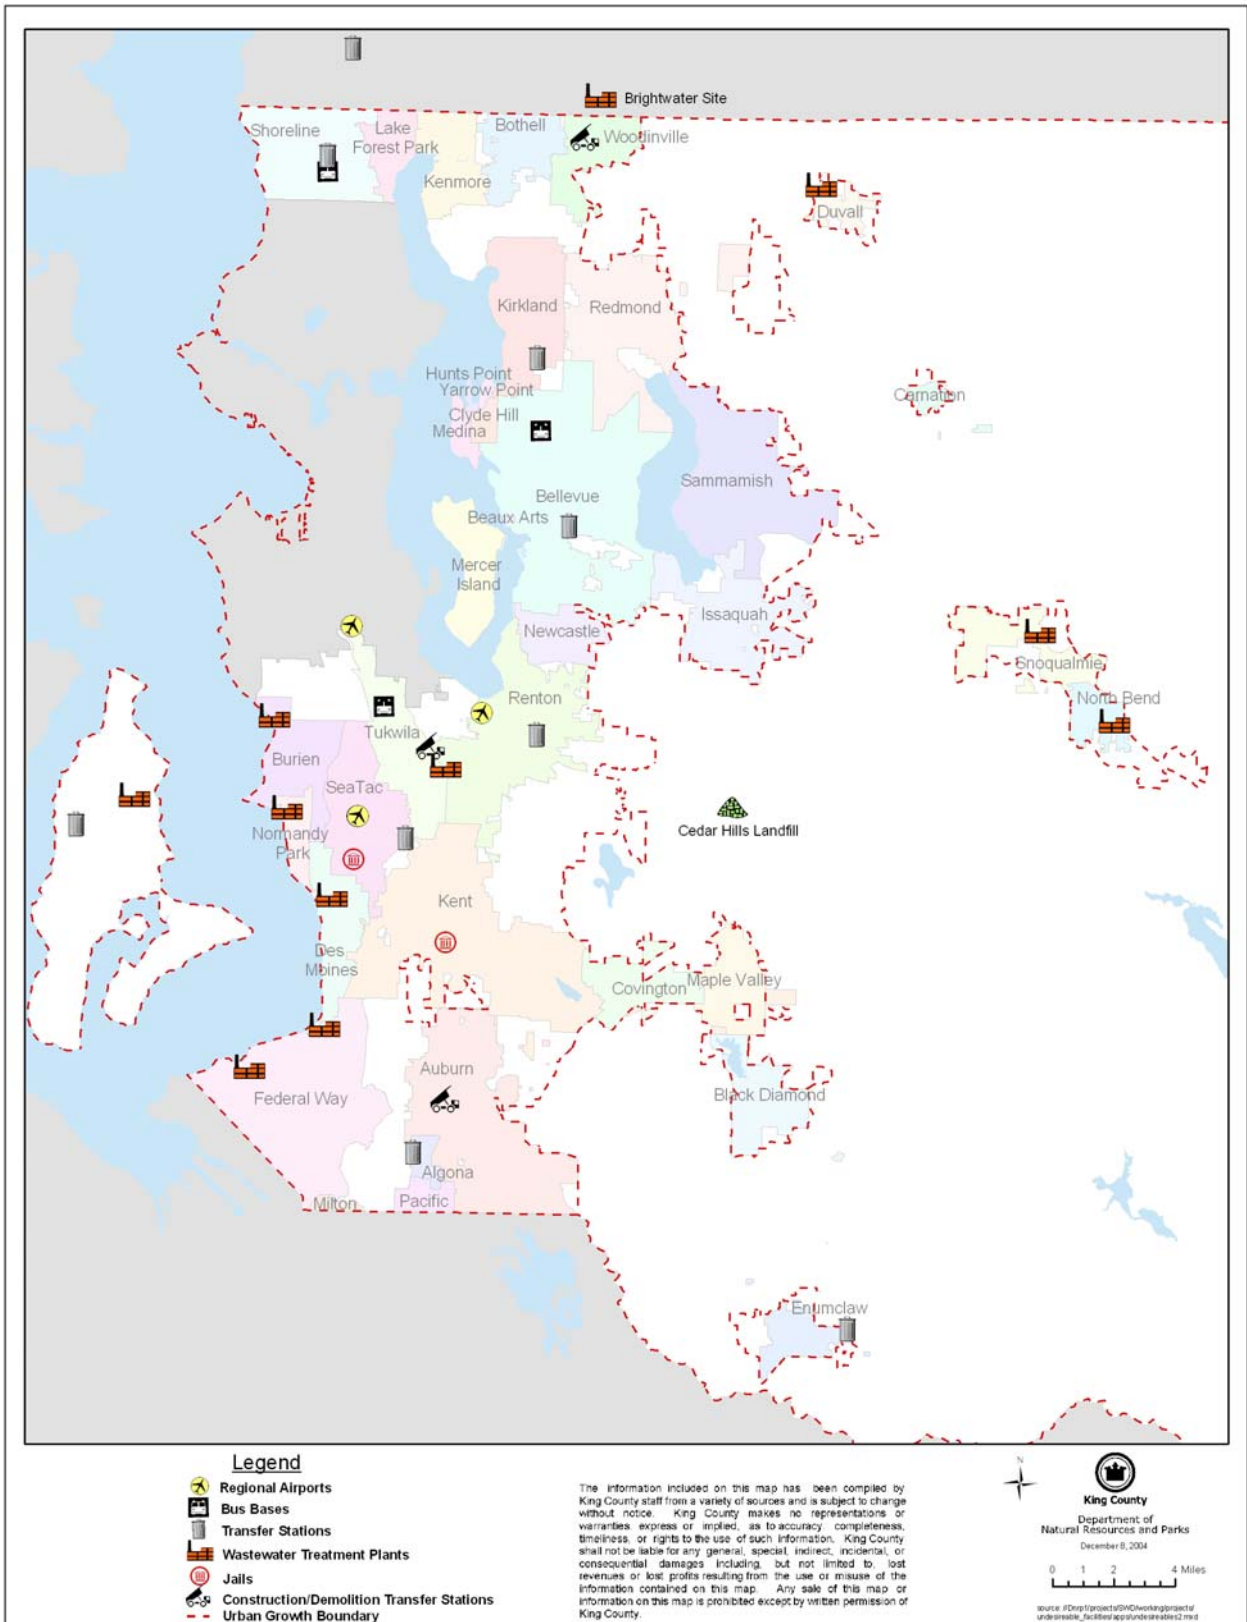 Brightwater Site
Shoreline
Lake
Forest Park
Bothell
Woodinville
Kenmore
Duvall
Kirkland
Redmond
Hunts Point
Yarrow Point
Clyde Hill
Medina
Carnation
Sammamish
Bellevue
Beaux Arts
Mercer
Island
Issaquah
Newcastle
Snoqualmie
Renton
North Bend
Tukwila
Burien
SeaTac
Cedar Hills Landfill
Normandy
Park
Kent
Des
Moines
Covington
Maple Valley
Auburn
Black Diamond
Federal Way
Algona
Milton
Pacific
Enumclaw
Legend
Regional Airports
Bus Bases
Transfer Stations
Wastewater Treatment Plants
Jails
Construction/Demolition Transfer Stations
Urban Growth Boundary
The information included on this map has been compiled by
King County staff from a variety of sources and is subject to change
without notice. King County makes no representations or
warranties, express or implied, as to accuracy, completeness,
timeliness, or rights to the use of such information. King County
shall not be liable for any general, special, indirect, incidental, or
consequential damages including, but not limited to, lost
revenues or lost profits resulting from the use or misuse of the
information contained on this map. Any sale of this map or
information on this map is prohibited except by written permission of
King County.
N
King County
Department of
Natural Resources and Parks
December 8, 2004
0 1 2 4 Miles